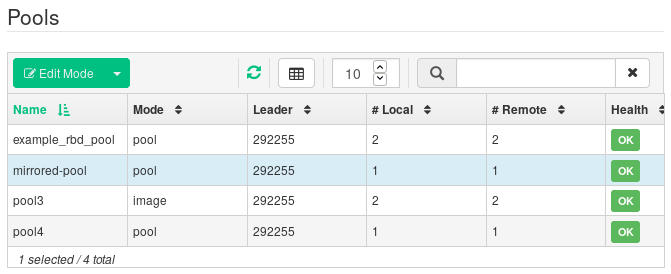 Pools
Edit Mode 10
Name Mode Leader # Local # Remote Health
example_rbd_pool pool 292255 2 2 OK
mirrored-pool pool 292255 1 1 OK
pool3 image 292255 2 2 OK
pool4 pool 292255 1 1 OK
1 selected / 4 total